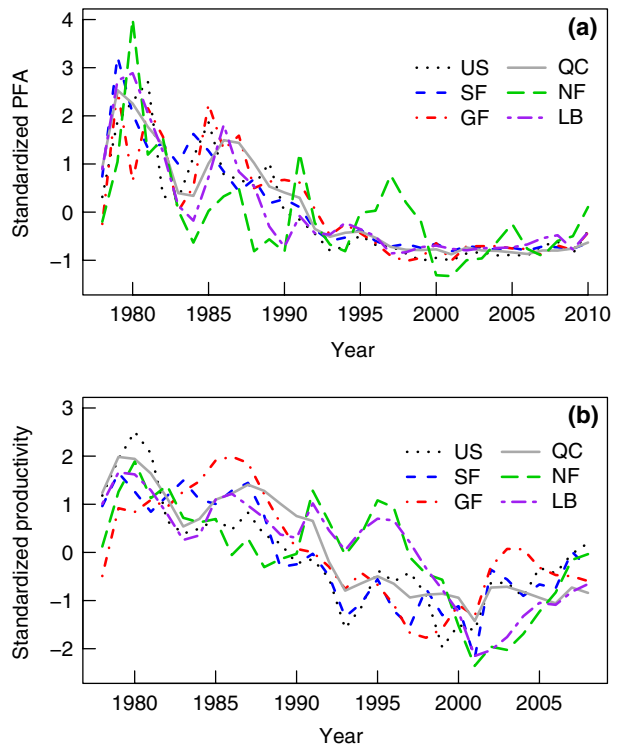 (a)
4
3
2
1
0
−1
Standardized PFA
US QC
SF NF
GF LB
1980 1985 1990 1995 2000 2005 2010
Year
(b)
3
2
1
0
−1
−2
Standardized productivity
US QC
SF NF
GF LB
1980 1985 1990 1995 2000 2005
Year